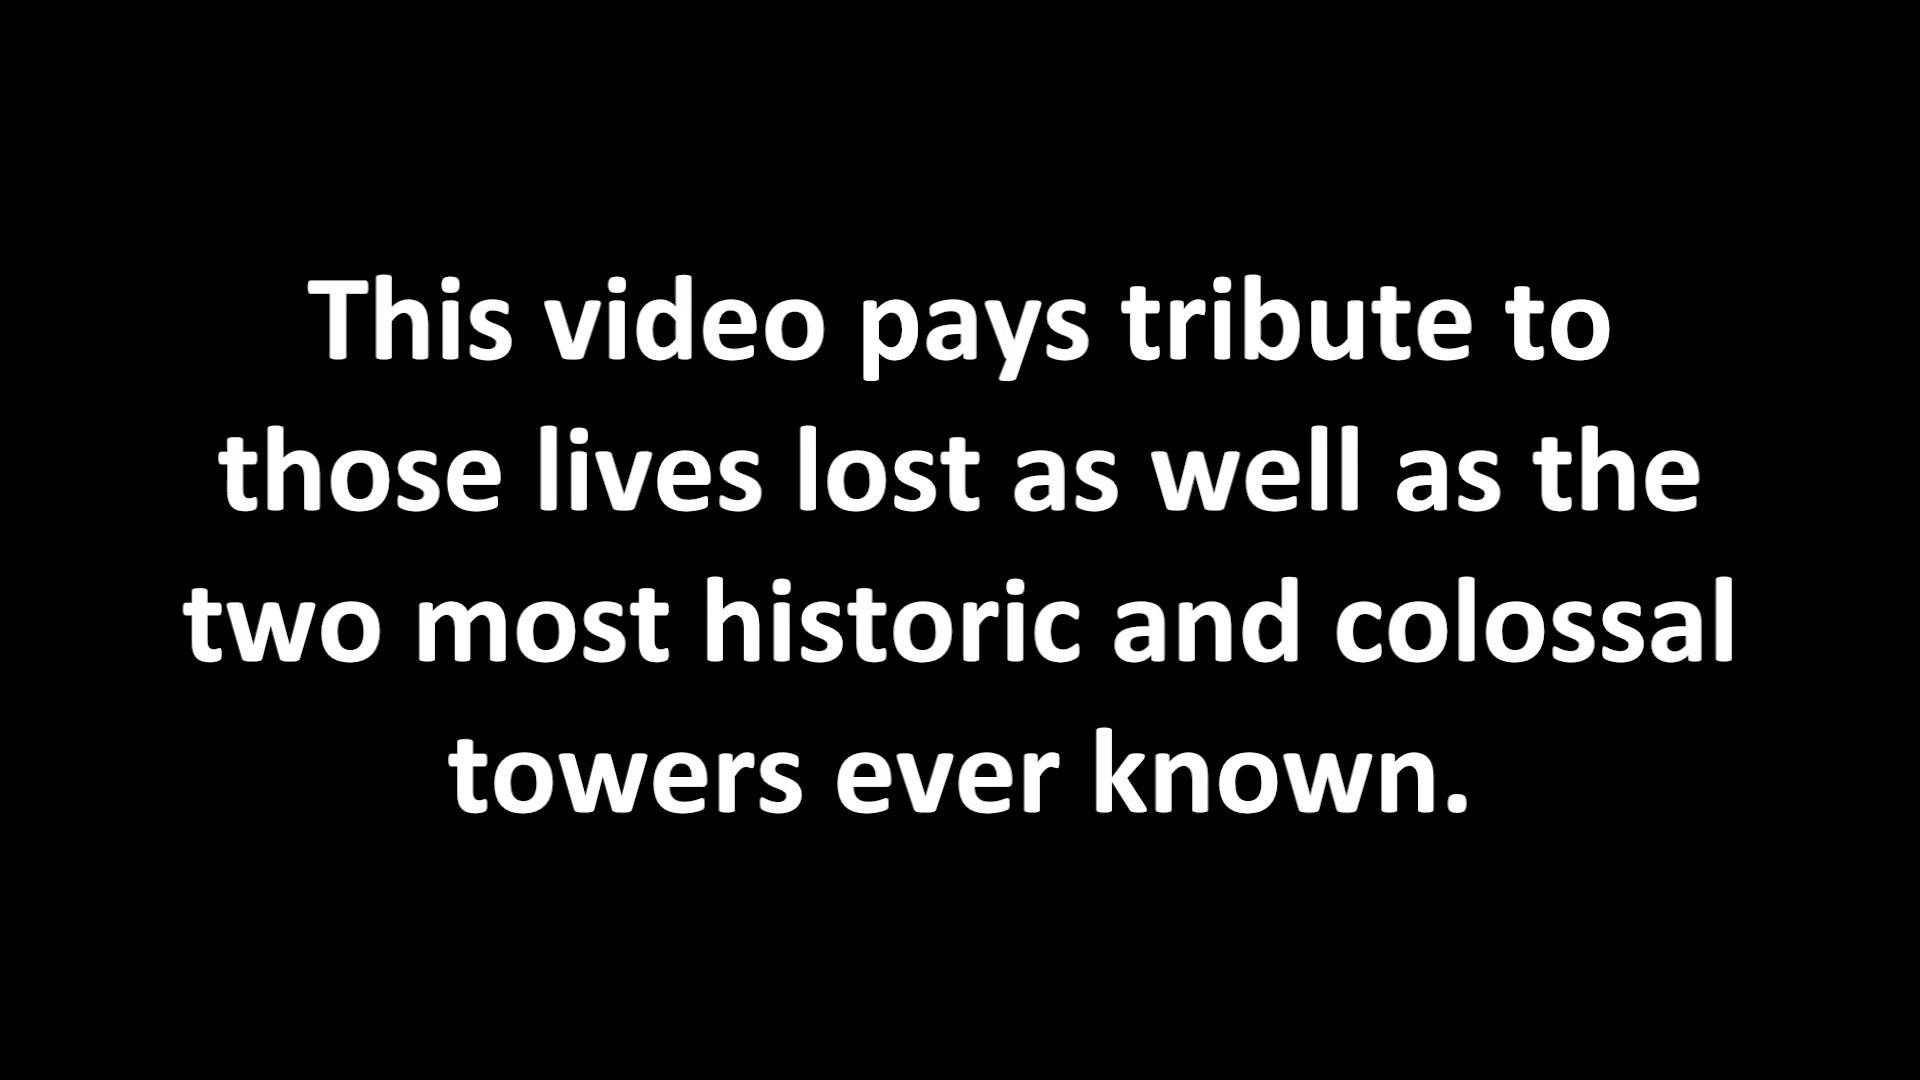 This video pays tribute to
those lives lost as well as the
two most historic and colossal
towers ever known.